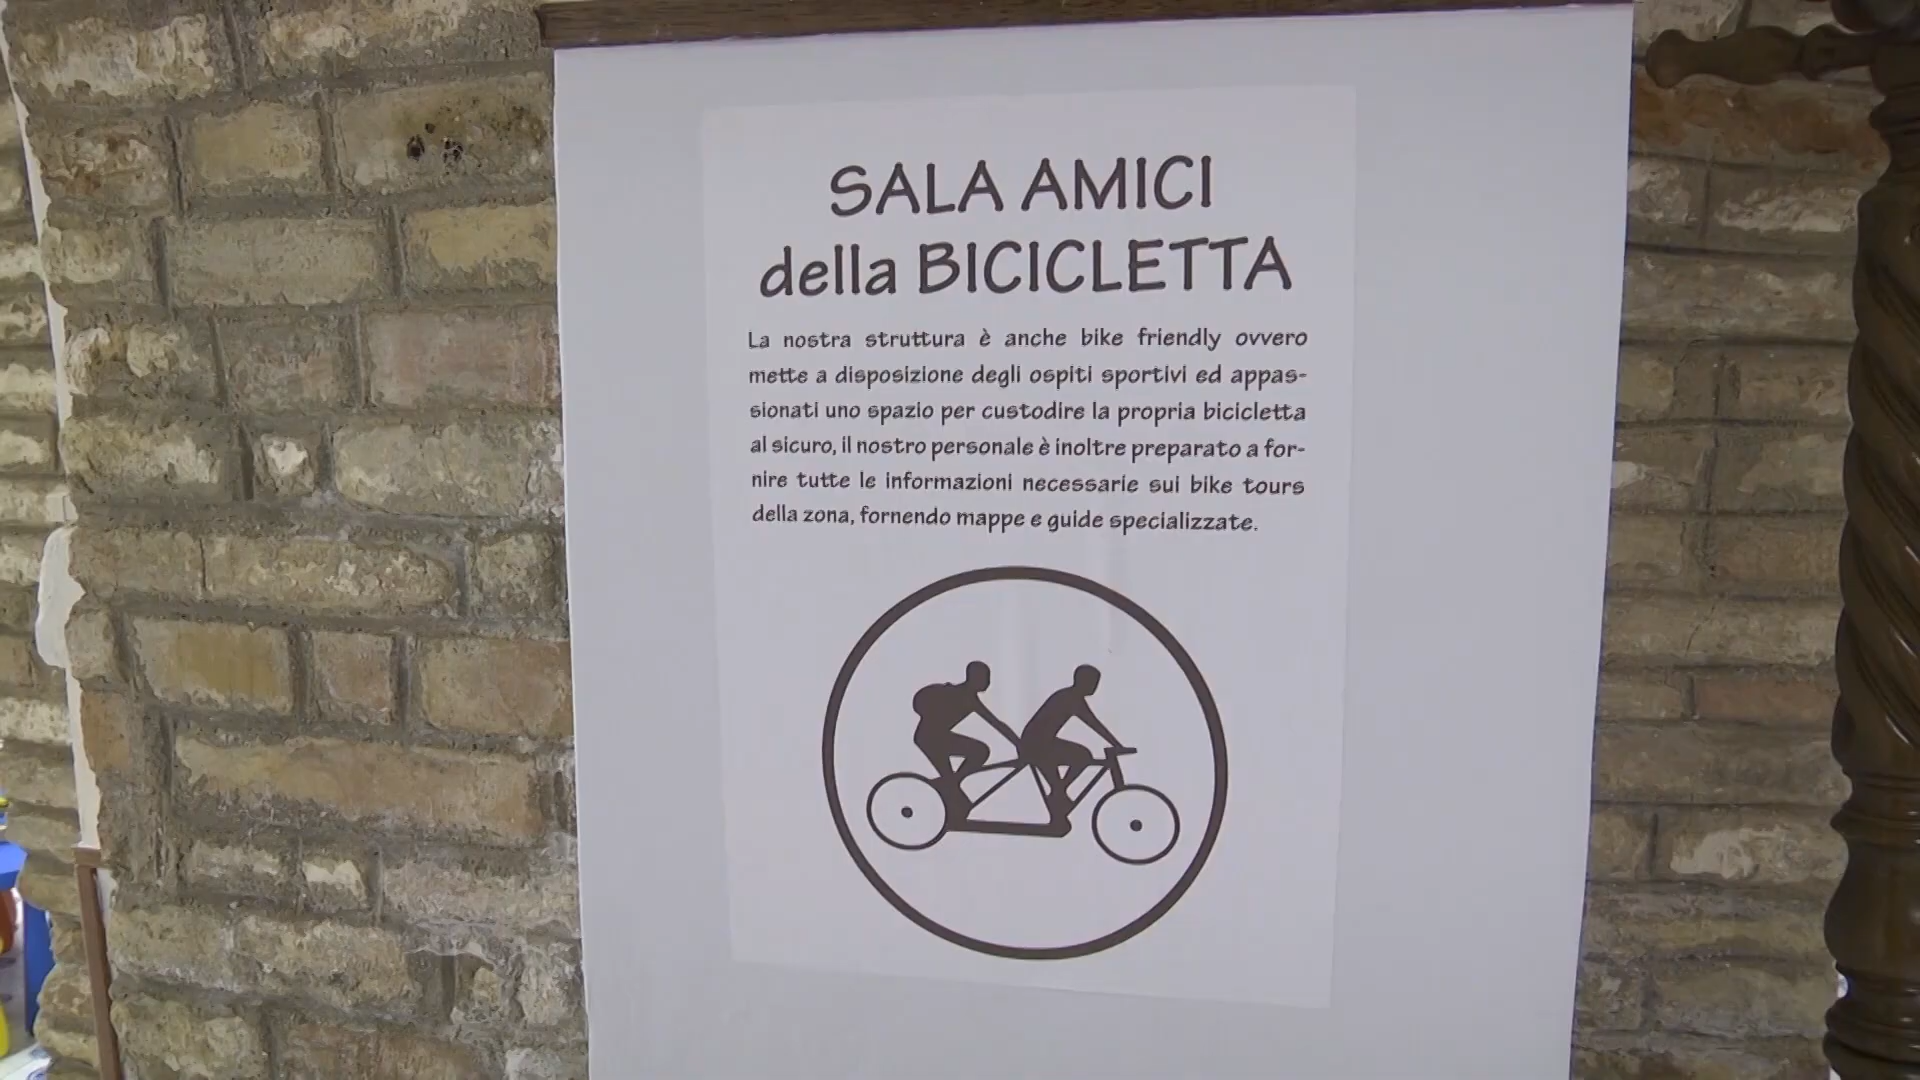 SALA AMICI
della BICICLETTA
La nostra struttura è anche bike friendly ovvero
mette a disposizione degli ospiti sportivi ed appas-
sionati uno spazio per custodire la propria bicicletta
al sicuro, il nostro personale è inoltre preparato a for-
nire tutte le informazioni necessarie sui bike tours
della zona, fornendo mappe e guide specializzate.